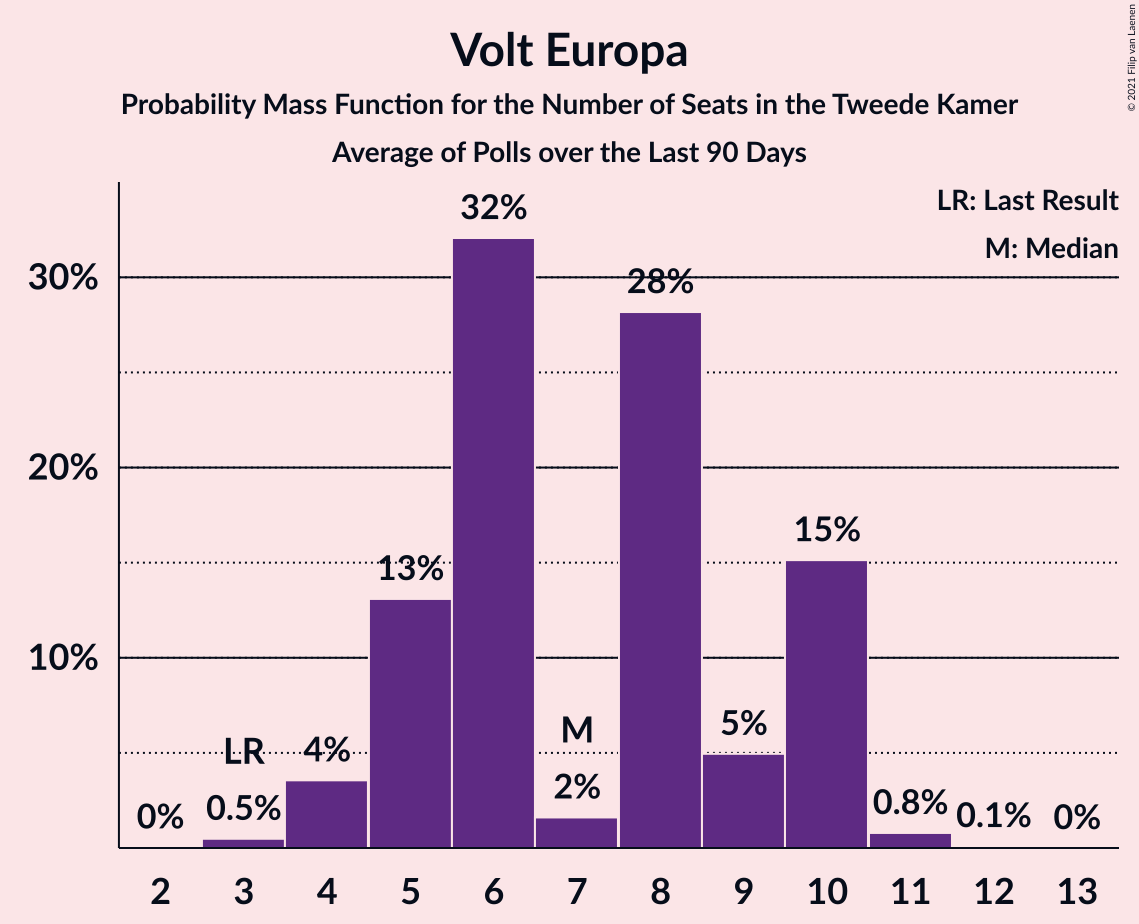 Volt Europa
Probability Mass Function for the Number of Seats in the Tweede Kamer
Average of Polls over the Last 90 Days
© 2021 Filip van Laenen
LR: Last Result
M: Median
30%
20%
10%
0%
LR
0.5%
4%
13%
32%
M
2%
28%
5%
15%
0.8%
0.1%
0%
2 3 4 5 6 7 8 9 10 11 12 13